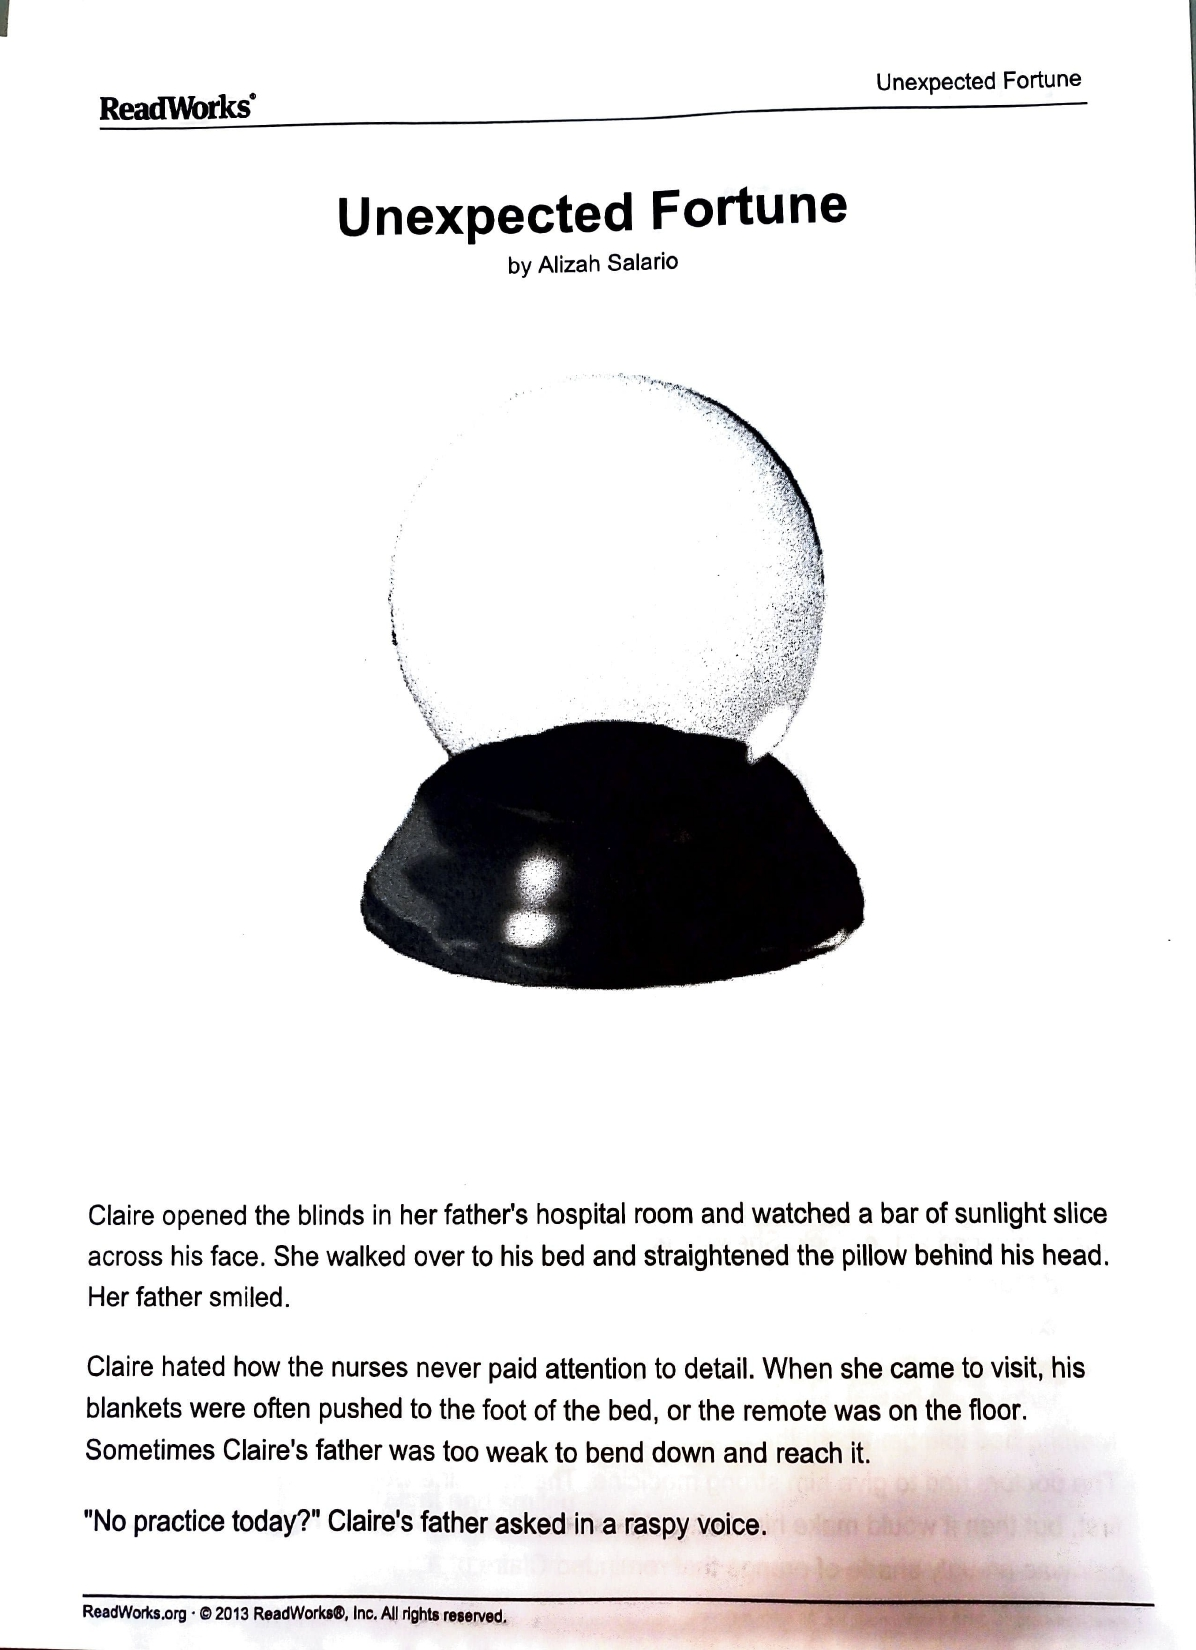 Unexpected Fortune
ReadWorks®
Unexpected Fortune
by Alizah Salario
Claire opened the blinds in her father's hospital room and watched a bar of sunlight slice
across his face. She walked over to his bed and straightened the pillow behind his head.
Her father smiled.
Claire hated how the nurses never paid attention to detail. When she came to visit, his
blankets were often pushed to the foot of the bed, or the remote was on the floor.
Sometimes Claire's father was too weak to bend down and reach it.
"No practice today?" Claire's father asked in a raspy voice.
ReadWorks.org · © 2013 ReadWorks®, Inc. All rights reserved.